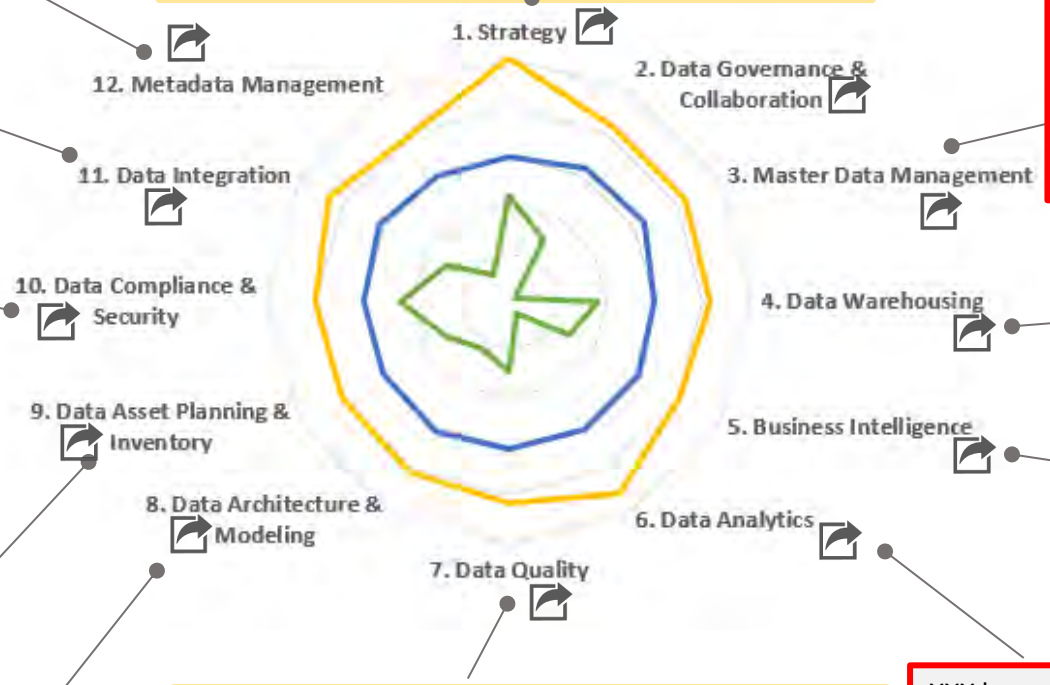 1. Strategy
2. Data Governance &
Collaboration
3. Master Data Management
4. Data Warehousing
5. Business Intelligence
6. Data Analytics
7. Data Quality
8. Data Architecture &
Modeling
9. Data Asset Planning &
Inventory
10. Data Compliance &
Security
11. Data Integration
12. Metadata Management